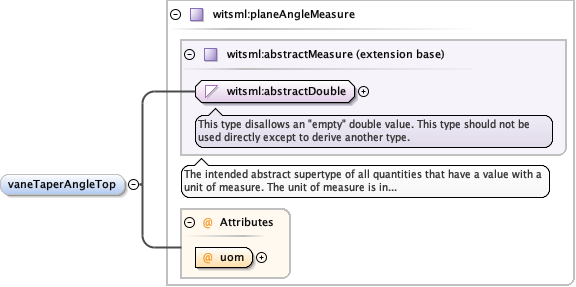 witsml:planeAngleMeasure
witsml:abstractMeasure (extension base)
witsml:abstractDouble
This type disallows an "empty" double value. This type should not be
used directly except to derive another type.
The intended abstract supertype of all quantities that have a value with a
unit of measure. The unit of measure is in...
vaneTaperAngleTop
@ Attributes
@ uom